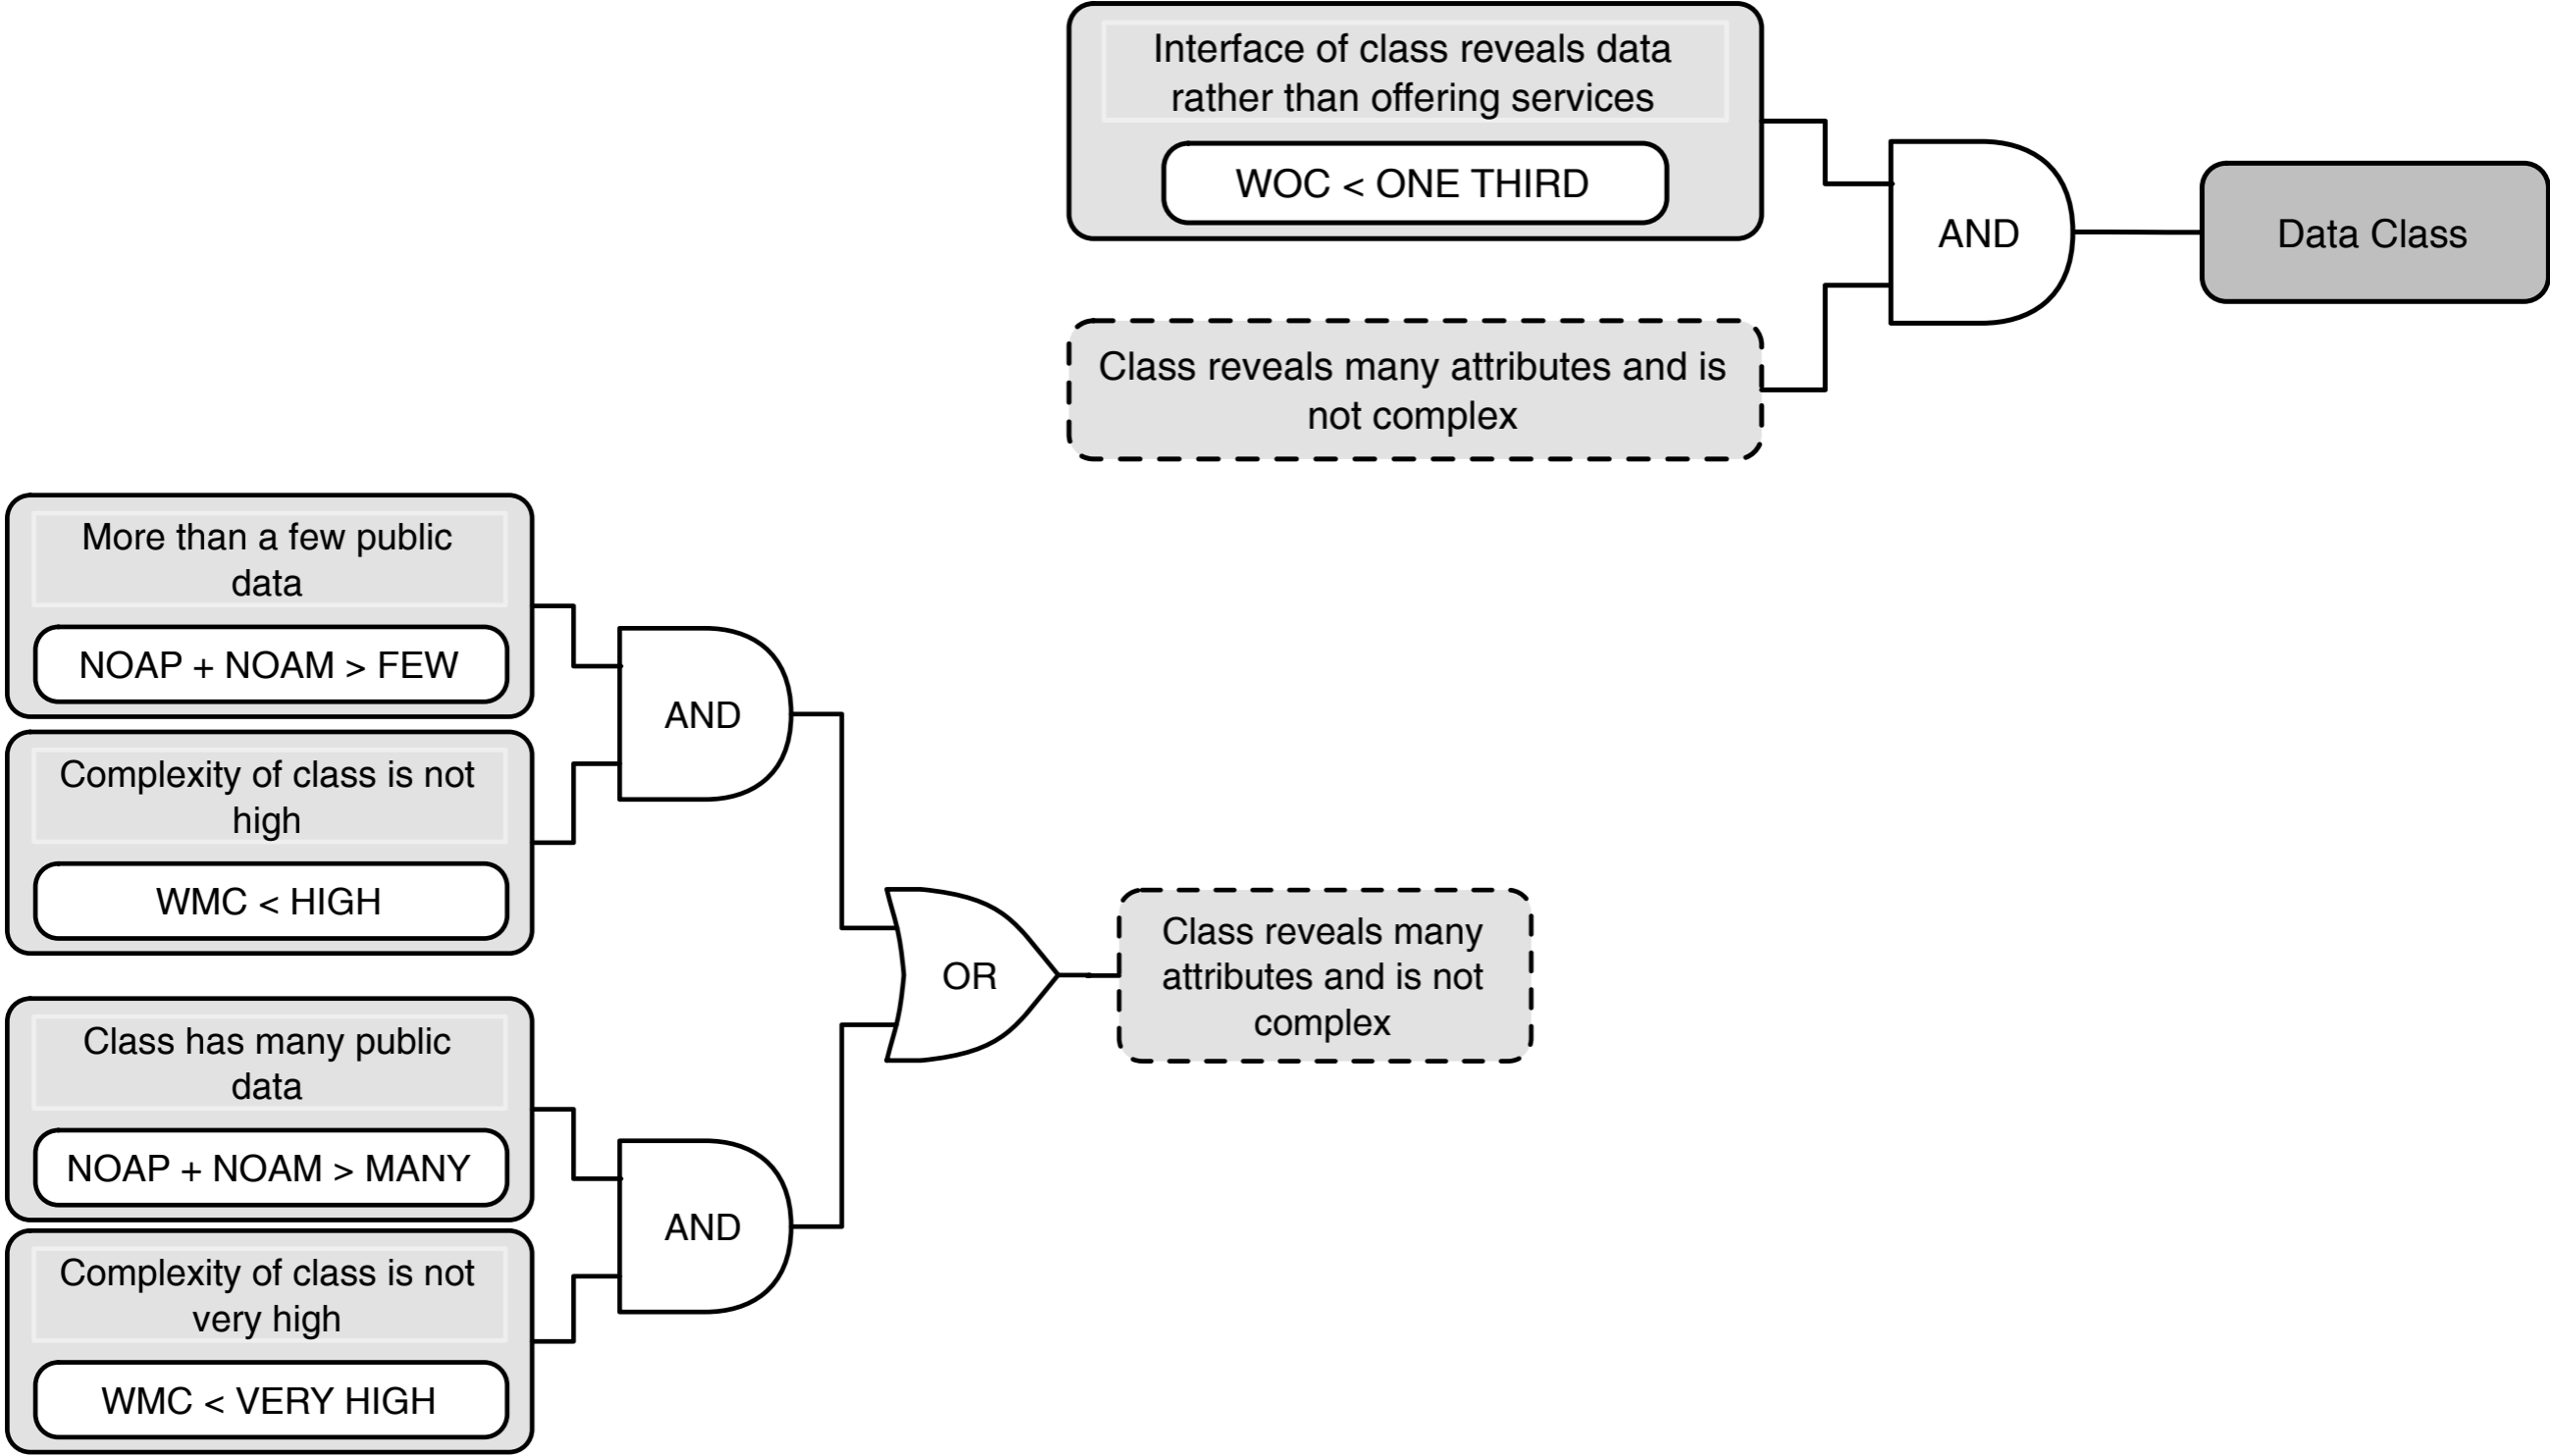 Interface of class reveals data
rather than offering services
WOC < ONE THIRD
AND
Data Class
Class reveals many attributes and is
not complex
More than a few public
data
NOAP + NOAM > FEW
AND
Complexity of class is not
high
WMC < HIGH
OR
Class reveals many
attributes and is not
complex
Class has many public
data
NOAP + NOAM > MANY
AND
Complexity of class is not
very high
WMC < VERY HIGH